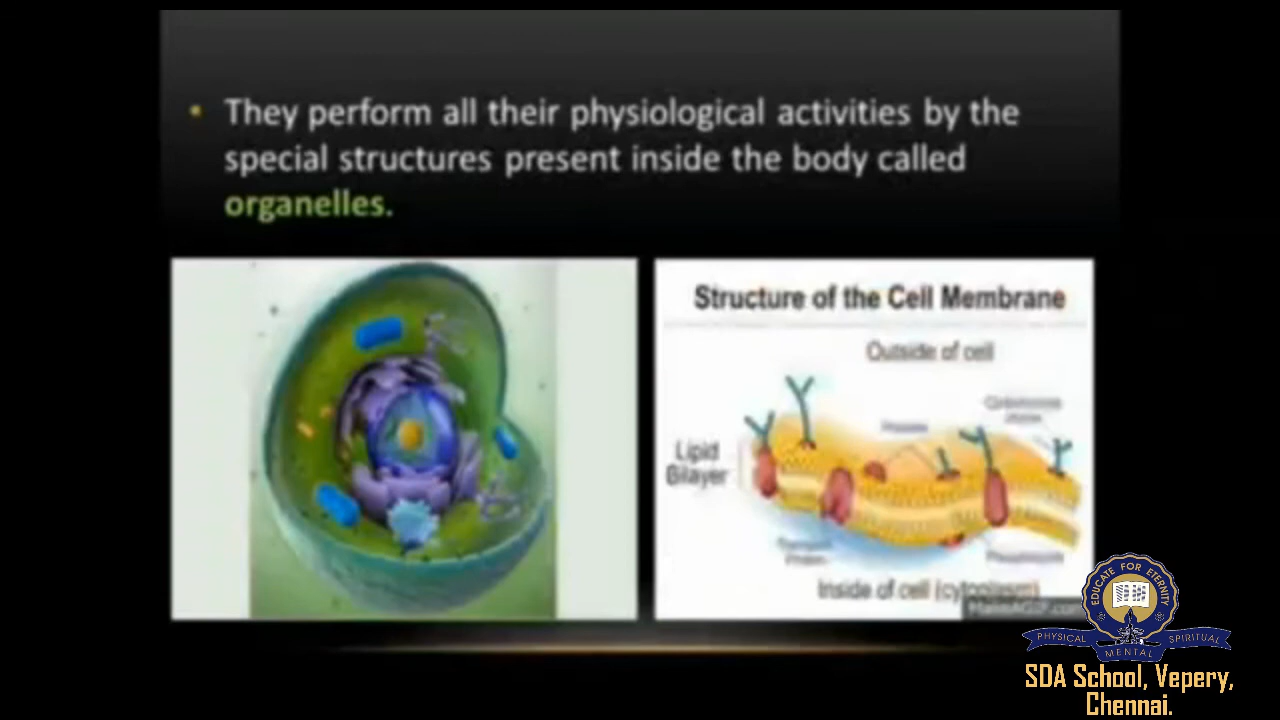 • They perform all their physiological activities by the
special structures present inside the body called
organelles.
Structure of the Cell Membrane
Outside of cell
Lipid
Bilayer
Inside of cell (cytoplasm)
EDUCATE FOR ETERNITY
PHYSICAL
MENTAL
SPIRITUAL
SDA School, Vepery,
Chennai.